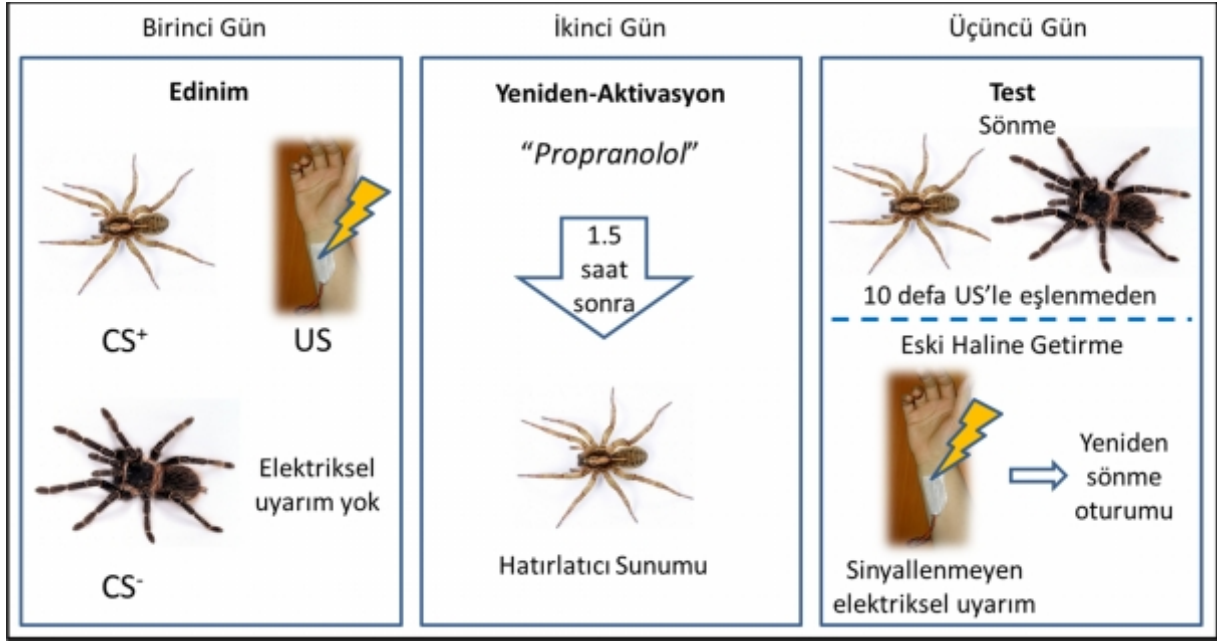 Birinci Gün
Edinim
CS⁺
US
Elektriksel
uyarım yok
CS⁻
İkinci Gün
Yeniden-Aktivasyon
“Propranolol”
1.5
saat
sonra
Hatırlatıcı Sunumu
Üçüncü Gün
Test
Sönme
10 defa US’le eşlenmeden
Eski Haline Getirme
Yeniden
sönme
oturumu
Sinyallenmeyen
elektriksel uyarım